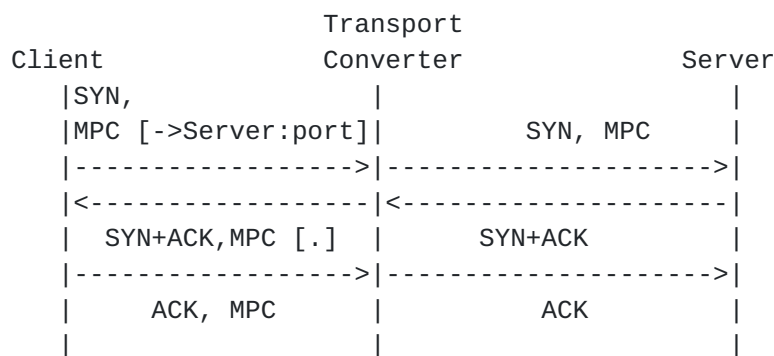 Transport
Client              Converter              Server
   |SYN,               |                     |
   |MPC [->Server:port]|       SYN, MPC      |
   |------------------>|-------------------->|
   |<------------------|<--------------------|
   |  SYN+ACK,MPC [.]  |      SYN+ACK        |
   |------------------>|-------------------->|
   |     ACK, MPC      |         ACK         |
   |                   |                     |